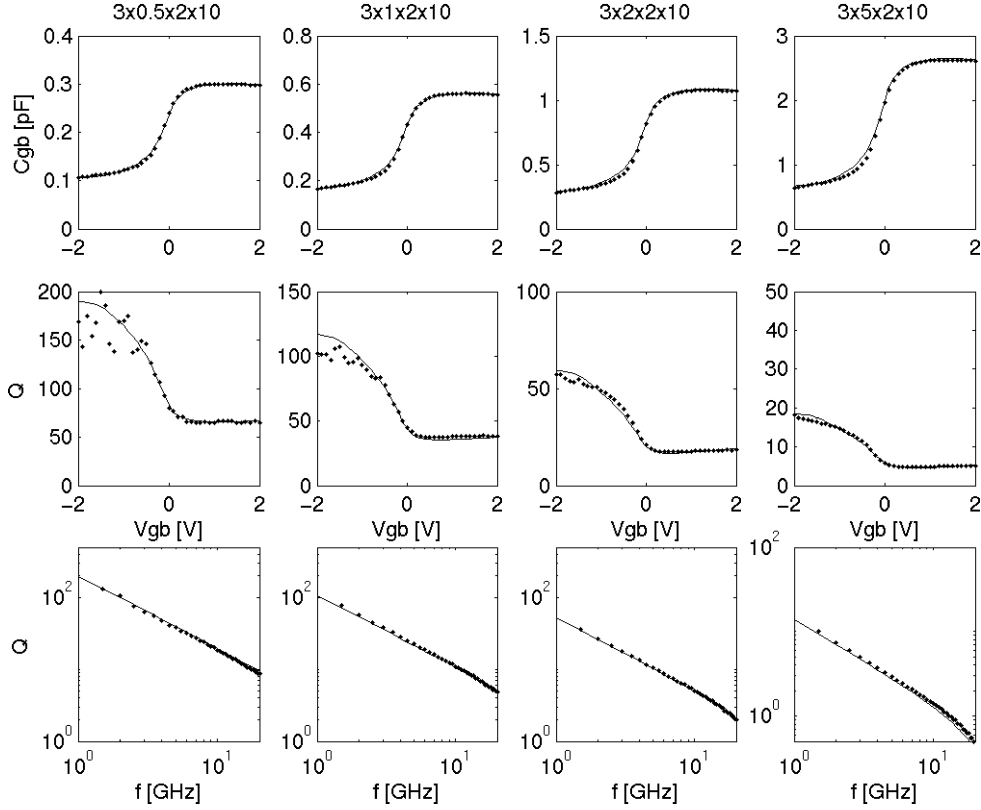 3x0.5x2x10 3x1x2x10 3x2x2x10 3x5x2x10
0.4 0.8 1.5 3
0.3 0.6 1 2
Cgb [pF]
0.2 0.4
0.1 0.2 0.5 1
0 0 0 0
−2 0 2 −2 0 2 −2 0 2 −2 0 2
200 150 100 50
150 100 40
Q
100 50 30
50 50 20
10
0 0 0 0
−2 0 2 −2 0 2 −2 0 2 −2 0 2
Vgb [V] Vgb [V] Vgb [V] Vgb [V]
10^2
10^2 10^2 10^2
Q
10^0
10^0 10^0 10^0
10^0 10^1 10^0 10^1 10^0 10^1 10^0 10^1
f [GHz] f [GHz] f [GHz] f [GHz]